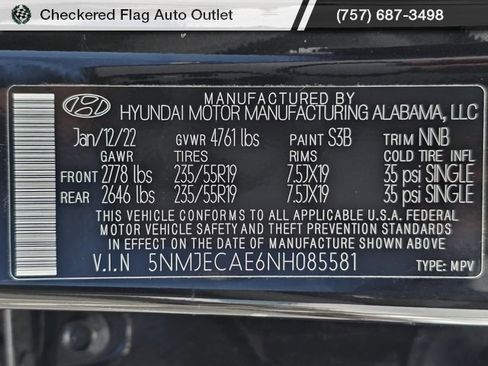 Checkered Flag Auto Outlet (757) 687-3498
MANUFACTURED BY
HYUNDAI MOTOR MANUFACTURING ALABAMA, LLC
Jan/12/22 GVWR 4761 lbs PAINT S3B TRIM NNB
GAWR TIRES RIMS COLD TIRE INFL
FRONT 2778 lbs 235/55R19 7.5JX19 35 psi SINGLE
REAR 2646 lbs 235/55R19 7.5JX19 35 psi SINGLE
THIS VEHICLE CONFORMS TO ALL APPLICABLE U.S.A. FEDERAL
MOTOR VEHICLE SAFETY AND THEFT PREVENTION STANDARDS
IN EFFECT ON THE DATE OF MANUFACTURE SHOWN ABOVE.
V.I.N 5NMJECAE6NH085581 TYPE: MPV